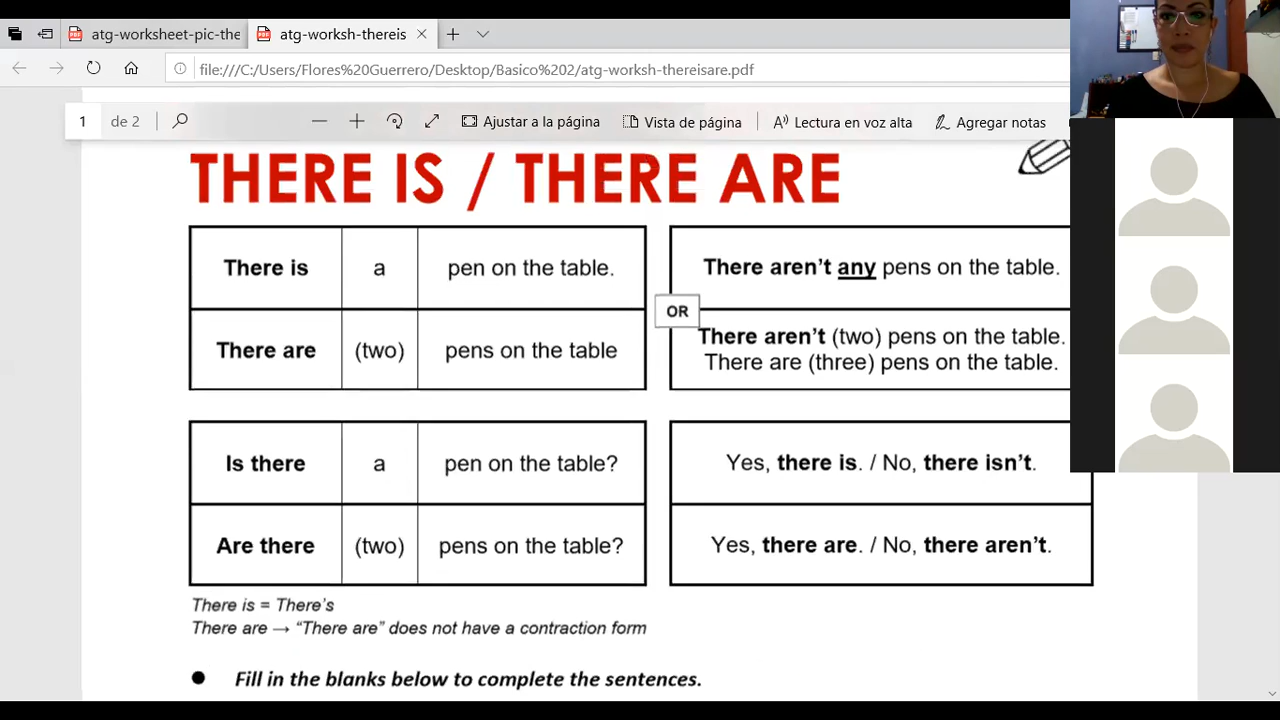 atg-worksheet-pic-the
atg-worksh-thereis
file:///C:/Users/Flores%20Guerrero/Desktop/Basico%202/atg-worksh-thereisare.pdf
1 de 2 Ajustar a la página Vista de página Lectura en voz alta Agregar notas
THERE IS / THERE ARE
There is a pen on the table.
There are (two) pens on the table
There aren't any pens on the table.
OR
There aren't (two) pens on the table.
There are (three) pens on the table.
Is there a pen on the table?
Yes, there is. / No, there isn't.
Are there (two) pens on the table?
Yes, there are. / No, there aren't.
There is = There's
There are → “There are” does not have a contraction form
● Fill in the blanks below to complete the sentences.